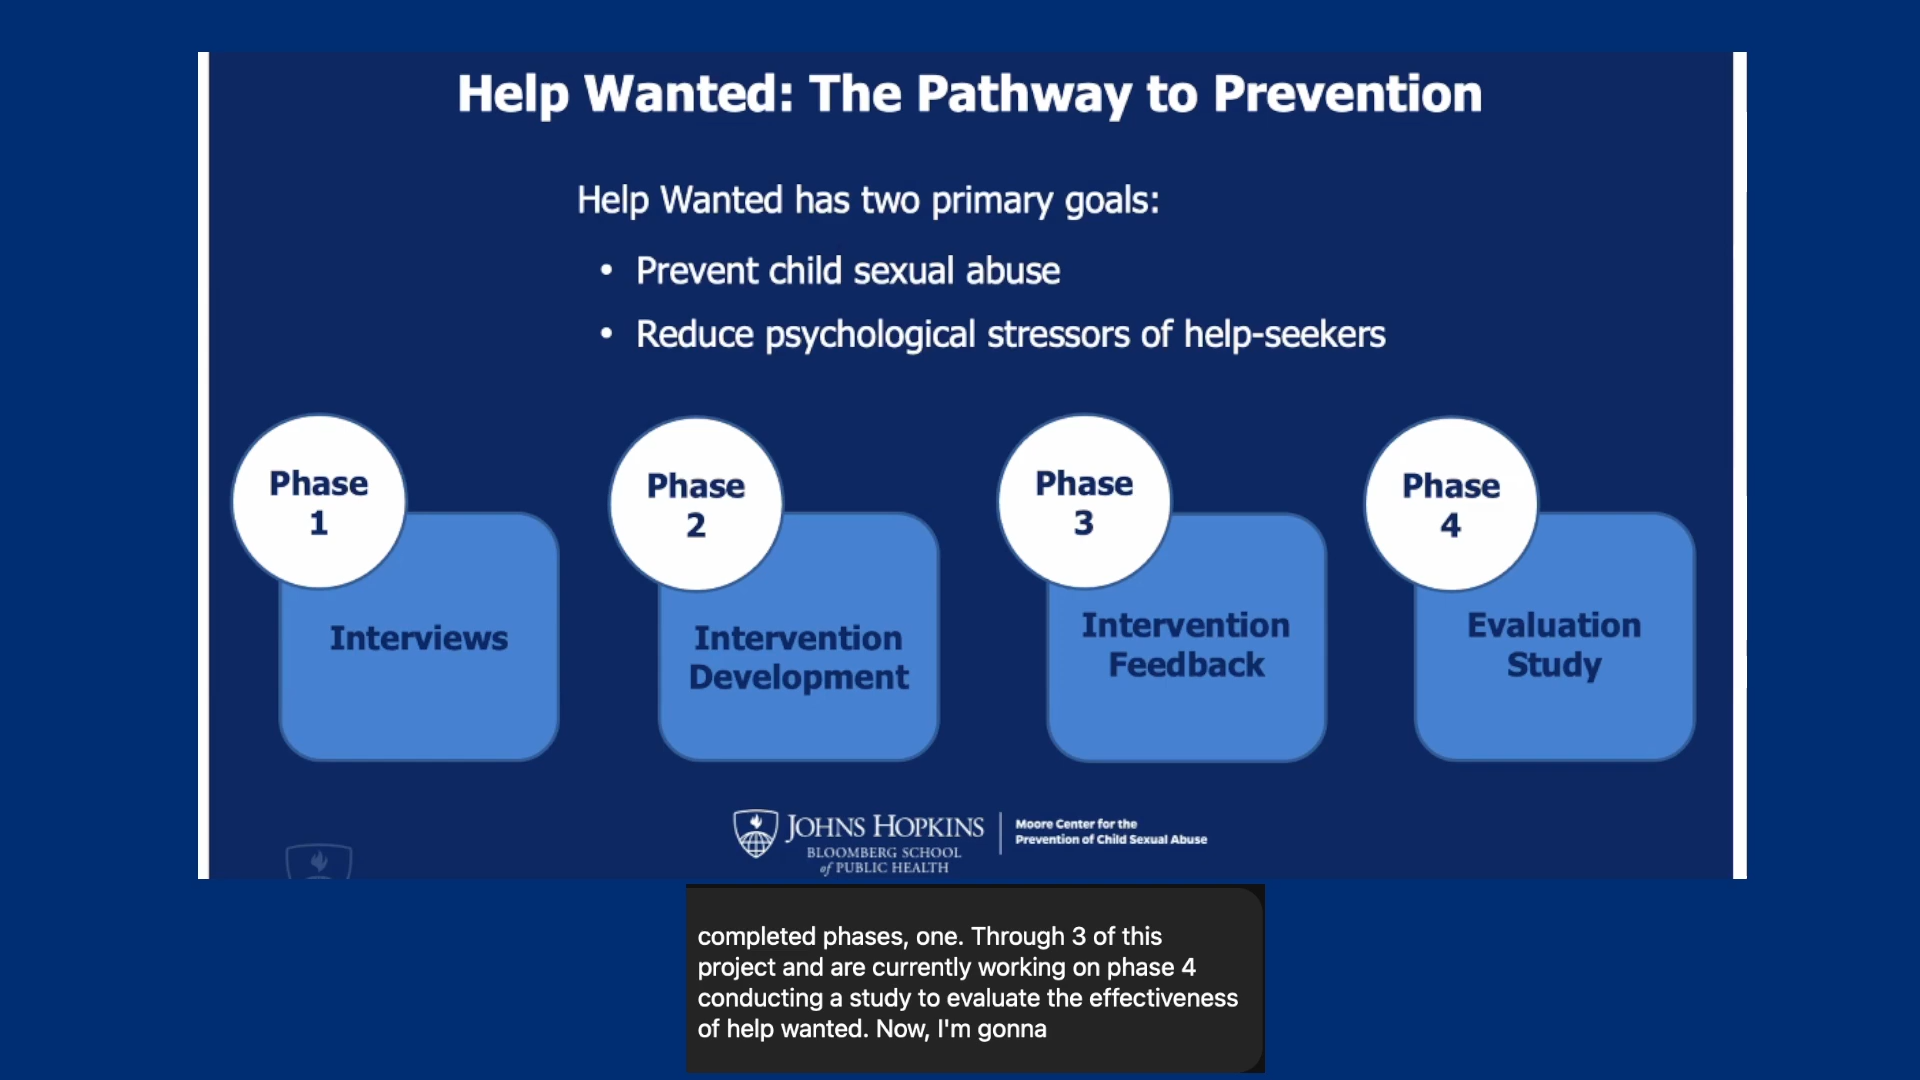 Help Wanted: The Pathway to Prevention
Help Wanted has two primary goals:
• Prevent child sexual abuse
• Reduce psychological stressors of help-seekers
Phase
1
Interviews
Phase
2
Intervention
Development
Phase
3
Intervention
Feedback
Phase
4
Evaluation
Study
JOHNS HOPKINS
BLOOMBERG SCHOOL
of PUBLIC HEALTH
Moore Center for the
Prevention of Child Sexual Abuse
completed phases, one. Through 3 of this
project and are currently working on phase 4
conducting a study to evaluate the effectiveness
of help wanted. Now, I'm gonna